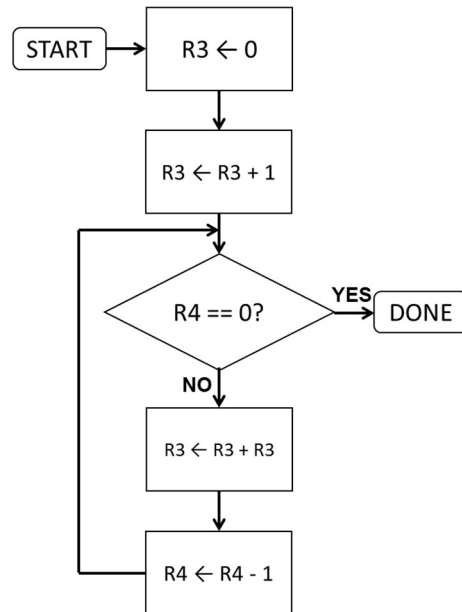 START
R3 ← 0
R3 ← R3 + 1
R4 == 0?
YES
DONE
NO
R3 ← R3 + R3
R4 ← R4 - 1